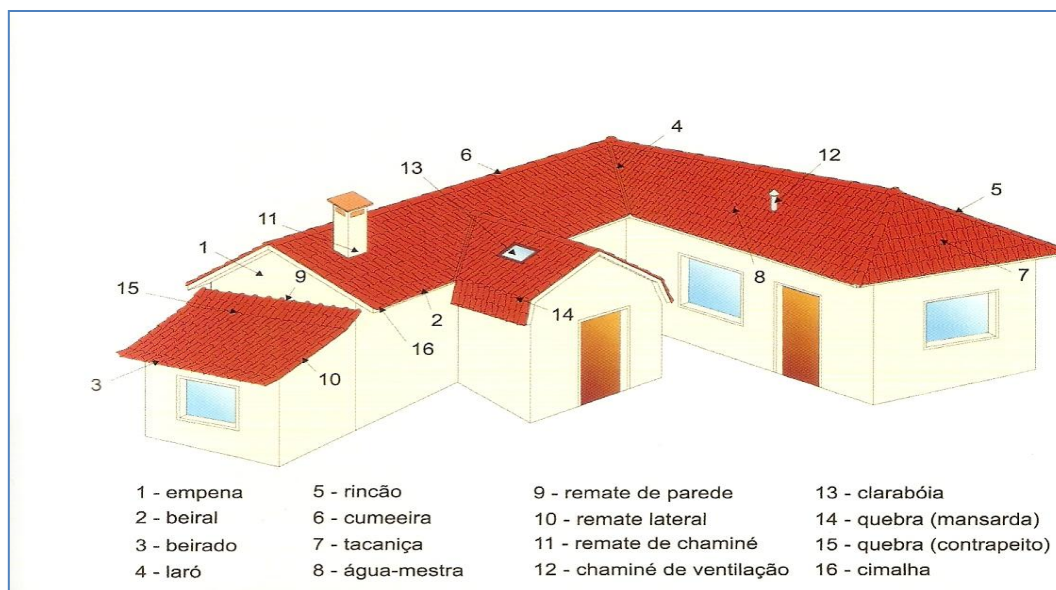 4
6
13
12
5
11
1
9
15
2
8
7
14
16
3
10
1 - empena
2 - beiral
3 - beirado
4 - laró
5 - rincão
6 - cumeeira
7 - tacaniça
8 - água-mestra
9 - remate de parede
10 - remate lateral
11 - remate de chaminé
12 - chaminé de ventilação
13 - clarabóia
14 - quebra (mansarda)
15 - quebra (contrapeito)
16 - cimalha